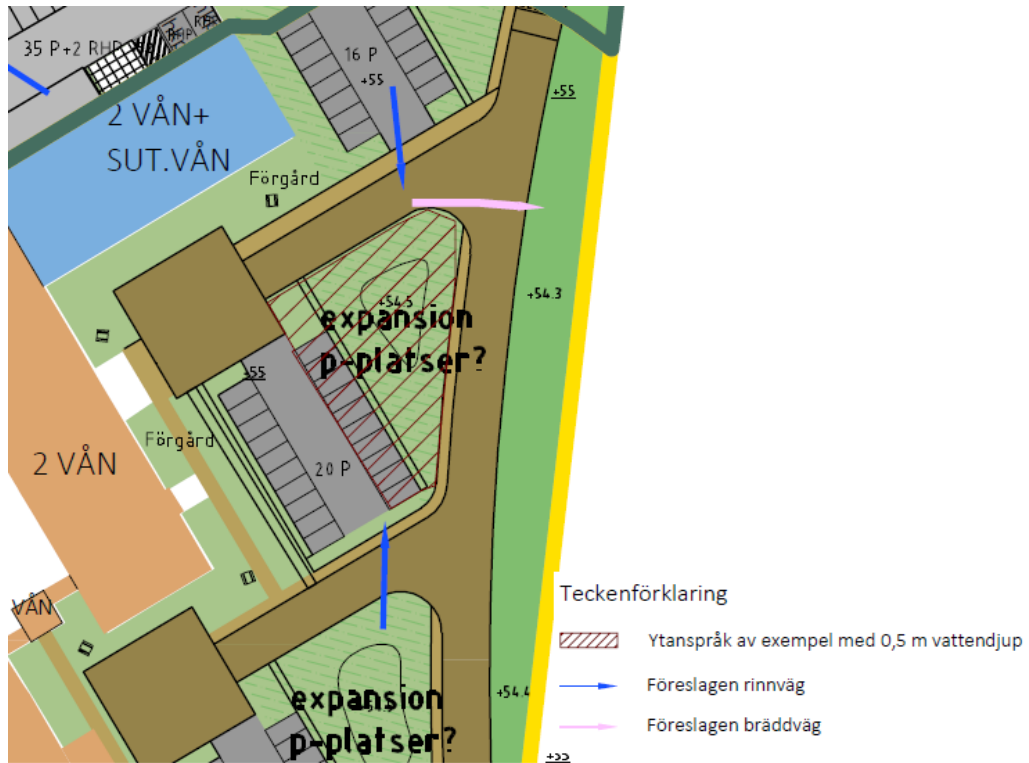 35 P+2 RHP
RHP
16 P
+55
2 VÅN+
SUT.VÅN
+55
Förgård
+54.3
+54.5
expansion
p-platser?
+55
Förgård
2 VÅN
20 P
VÅN
+54.4
expansion
p-platser?
+55
Teckenförklaring
Ytanspråk av exempel med 0,5 m vattendjup
Föreslagen rinnväg
Föreslagen bräddväg